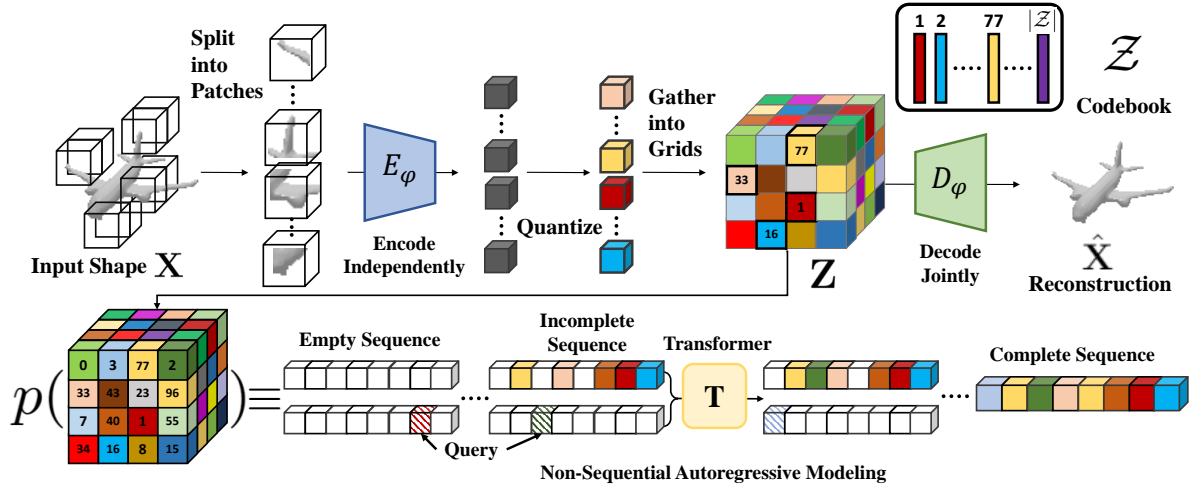 Split
into
Patches
Input Shape X
E_φ
Encode
Independently
Quantize
Gather
into
Grids
77
33
1
16
Z
1 2 77 |𝒵|
𝒵
Codebook
D_φ
Decode
Jointly
X̂
Reconstruction
p( ) =
0 3 77 2
33 43 23 96
7 40 1 55
34 16 8 15
Empty Sequence
Incomplete
Sequence
Transformer
T
Complete Sequence
Query
Non-Sequential Autoregressive Modeling